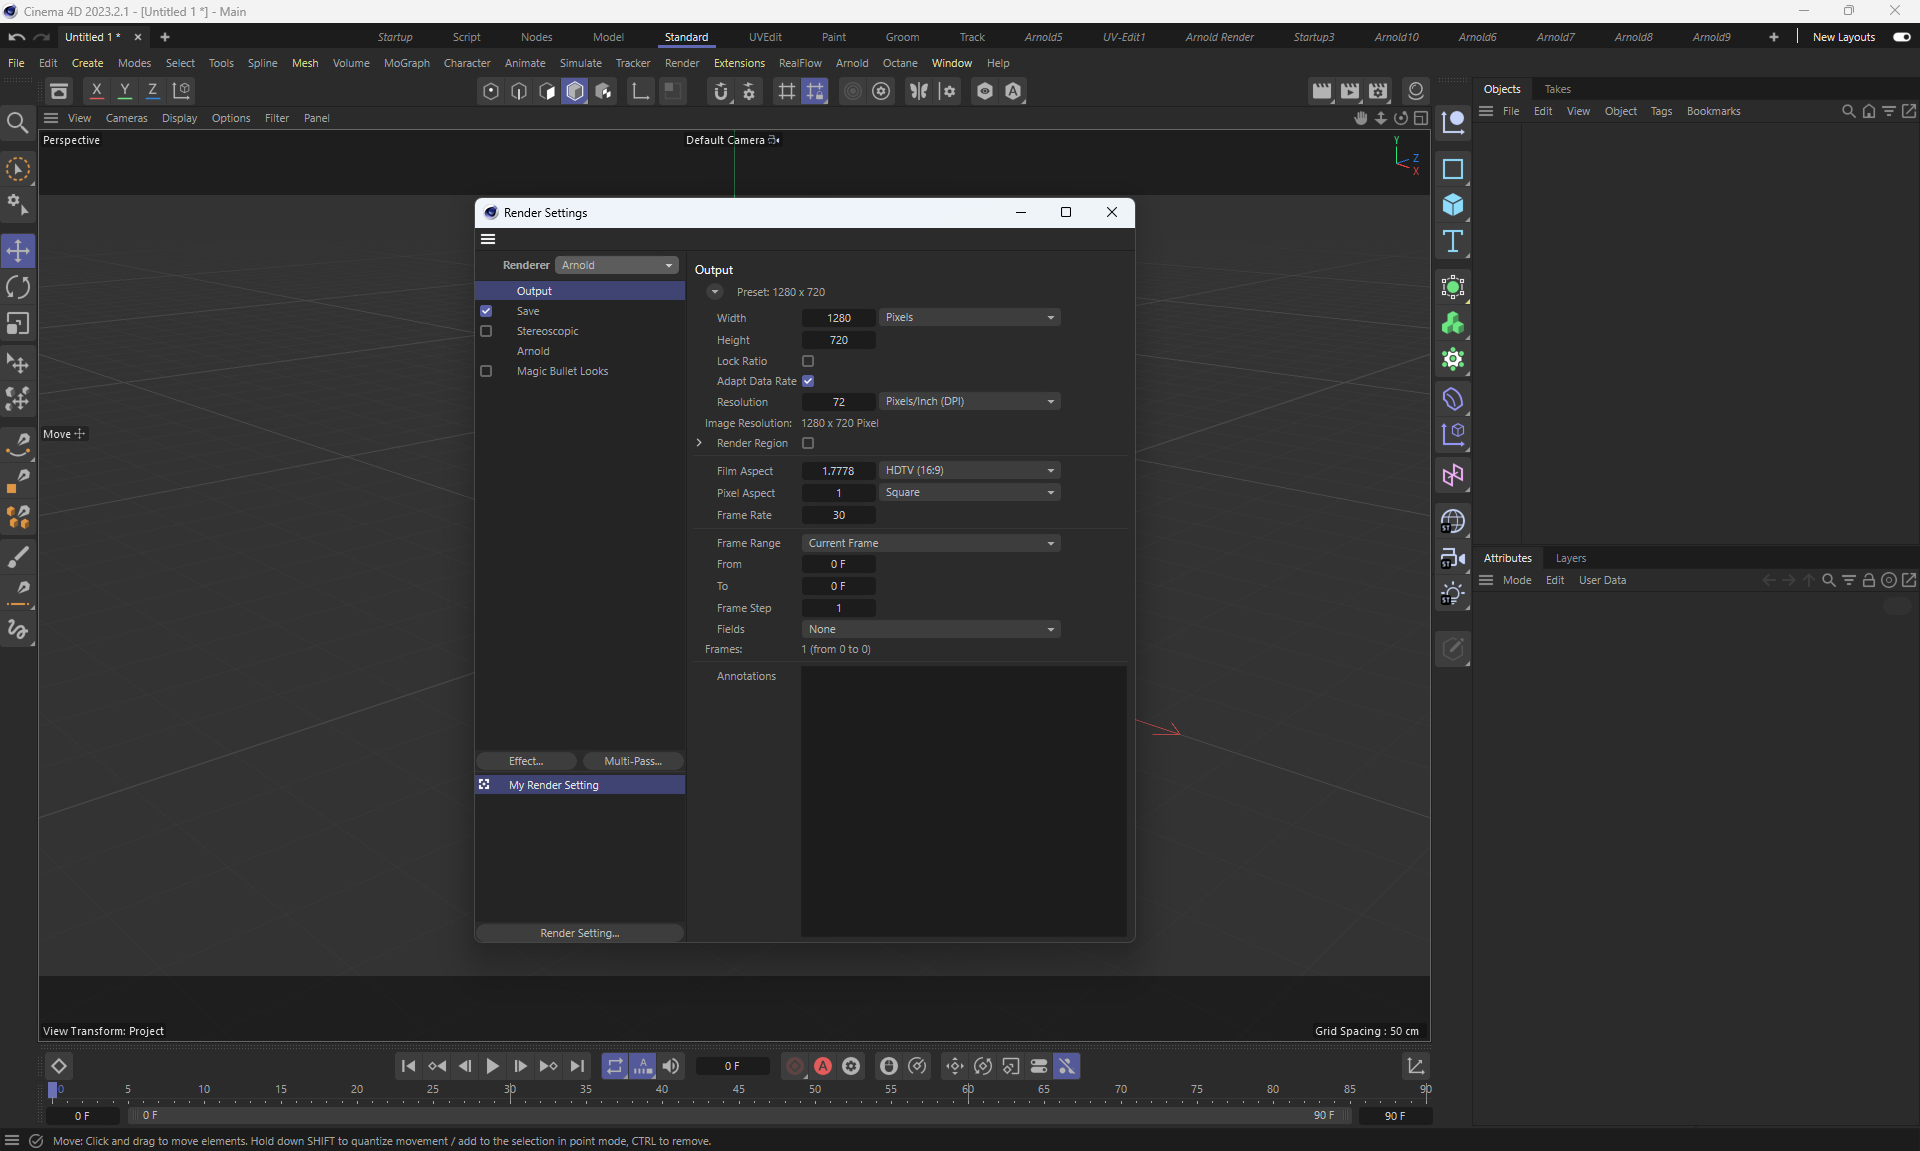 Cinema 4D 2023.2.1 - [Untitled 1 *] - Main
Untitled 1 *
Startup Script Nodes Model Standard UVEdit Paint Groom Track Arnold5 UV-Edit1 Arnold Render Startup3 Arnold10 Arnold6 Arnold7 Arnold8 Arnold9 New Layouts
File Edit Create Modes Select Tools Spline Mesh Volume MoGraph Character Animate Simulate Tracker Render Extensions RealFlow Arnold Octane Window Help
X Y Z
Objects Takes
File Edit View Object Tags Bookmarks
View Cameras Display Options Filter Panel
Perspective
Default Camera
Y
Z
X
Move
Render Settings
Renderer Arnold
Output
Save
Stereoscopic
Arnold
Magic Bullet Looks
Effect... Multi-Pass...
My Render Setting
Render Setting...
Output
Preset: 1280 x 720
Width 1280 Pixels
Height 720
Lock Ratio
Adapt Data Rate
Resolution 72 Pixels/Inch (DPI)
Image Resolution: 1280 x 720 Pixel
Render Region
Film Aspect 1.7778 HDTV (16:9)
Pixel Aspect 1 Square
Frame Rate 30
Frame Range Current Frame
From 0 F
To 0 F
Frame Step 1
Fields None
Frames: 1 (from 0 to 0)
Annotations
T
ST
ST
ST
Attributes Layers
Mode Edit User Data
View Transform: Project
Grid Spacing : 50 cm
0 F
A
0 5 10 15 20 25 30 35 40 45 50 55 60 65 70 75 80 85 90
0 F 0 F 90 F 90 F
Move: Click and drag to move elements. Hold down SHIFT to quantize movement / add to the selection in point mode, CTRL to remove.